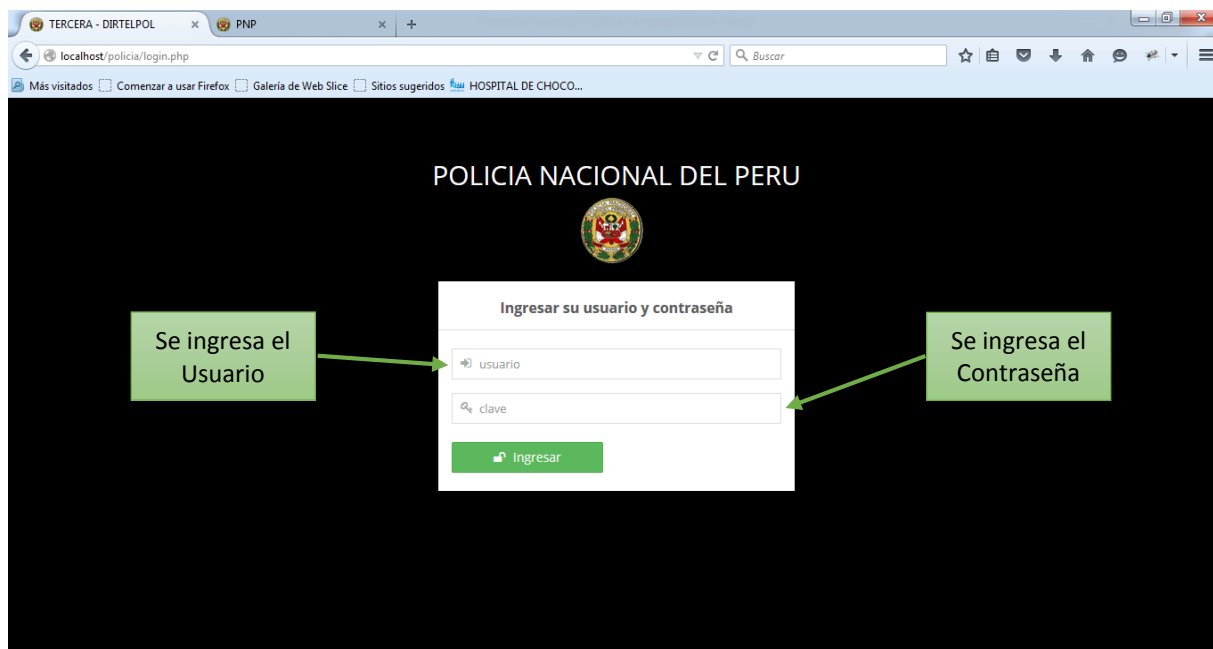 TERCERA - DIRTELPOL
PNP
localhost/policia/login.php
Buscar
Más visitados Comenzar a usar Firefox Galería de Web Slice Sitios sugeridos HOSPITAL DE CHOCO...
POLICIA NACIONAL DEL PERU
Ingresar su usuario y contraseña
Se ingresa el
Usuario
usuario
clave
Ingresar
Se ingresa el
Contraseña